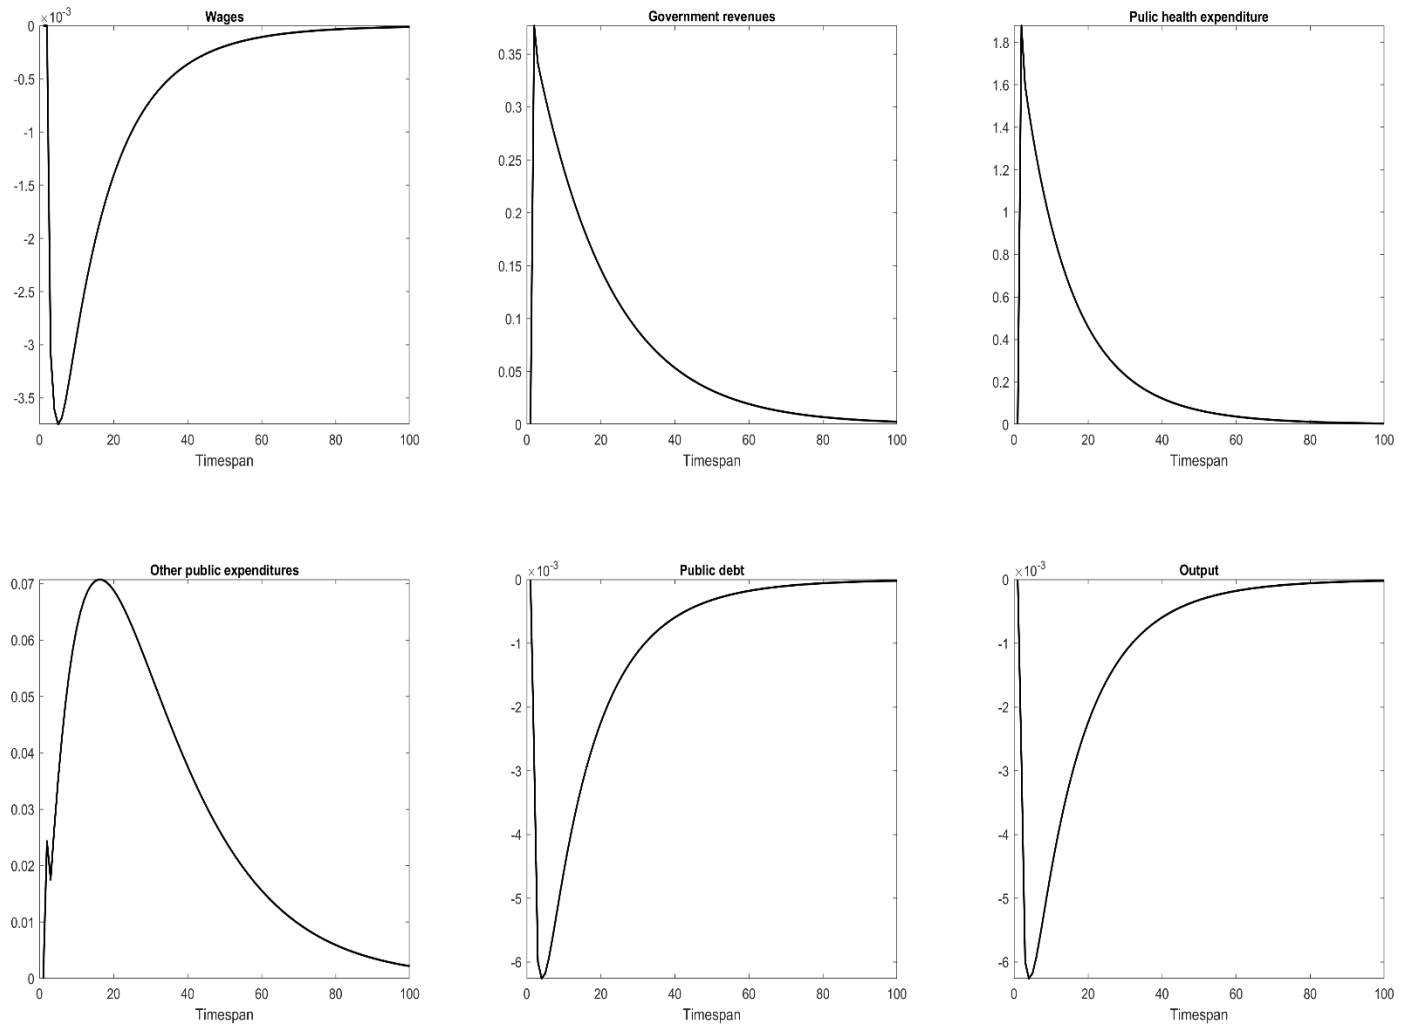 Wages
×10-3
0
-0.5
-1
-1.5
-2
-2.5
-3
-3.5
0 20 40 60 80 100
Timespan
Government revenues
0.35
0.3
0.25
0.2
0.15
0.1
0.05
0
0 20 40 60 80 100
Timespan
Pulic health expenditure
1.8
1.6
1.4
1.2
1
0.8
0.6
0.4
0.2
0
0 20 40 60 80 100
Timespan
Other public expenditures
0.07
0.06
0.05
0.04
0.03
0.02
0.01
0
0 20 40 60 80 100
Timespan
Public debt
×10-3
0
-1
-2
-3
-4
-5
-6
0 20 40 60 80 100
Timespan
Output
×10-3
0
-1
-2
-3
-4
-5
-6
0 20 40 60 80 100
Timespan